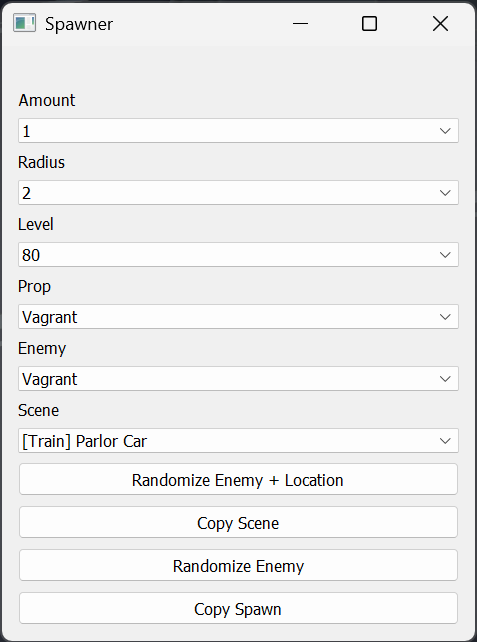 Spawner
Amount
1
Radius
2
Level
80
Prop
Vagrant
Enemy
Vagrant
Scene
[Train] Parlor Car
Randomize Enemy + Location
Copy Scene
Randomize Enemy
Copy Spawn